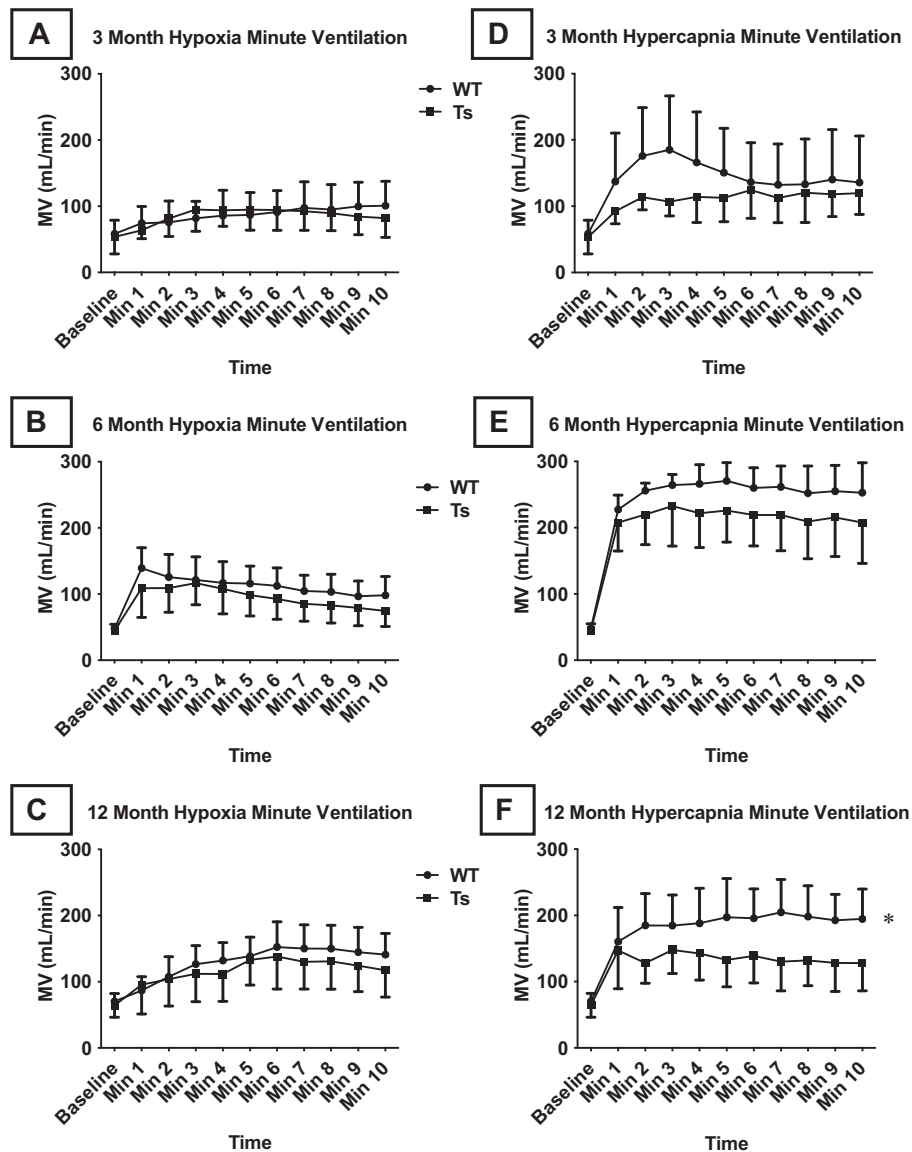 A
3 Month Hypoxia Minute Ventilation
MV (mL/min)
300
200
100
0
Baseline
Min 1
Min 2
Min 3
Min 4
Min 5
Min 6
Min 7
Min 8
Min 9
Min 10
Time
WT
Ts
D
3 Month Hypercapnia Minute Ventilation
MV (mL/min)
300
200
100
0
Baseline
Min 1
Min 2
Min 3
Min 4
Min 5
Min 6
Min 7
Min 8
Min 9
Min 10
Time
B
6 Month Hypoxia Minute Ventilation
MV (mL/min)
300
200
100
0
Baseline
Min 1
Min 2
Min 3
Min 4
Min 5
Min 6
Min 7
Min 8
Min 9
Min 10
Time
WT
Ts
E
6 Month Hypercapnia Minute Ventilation
MV (mL/min)
300
200
100
0
Baseline
Min 1
Min 2
Min 3
Min 4
Min 5
Min 6
Min 7
Min 8
Min 9
Min 10
Time
C
12 Month Hypoxia Minute Ventilation
MV (mL/min)
300
200
100
0
Baseline
Min 1
Min 2
Min 3
Min 4
Min 5
Min 6
Min 7
Min 8
Min 9
Min 10
Time
WT
Ts
F
12 Month Hypercapnia Minute Ventilation
MV (mL/min)
300
200
100
0
*
Baseline
Min 1
Min 2
Min 3
Min 4
Min 5
Min 6
Min 7
Min 8
Min 9
Min 10
Time